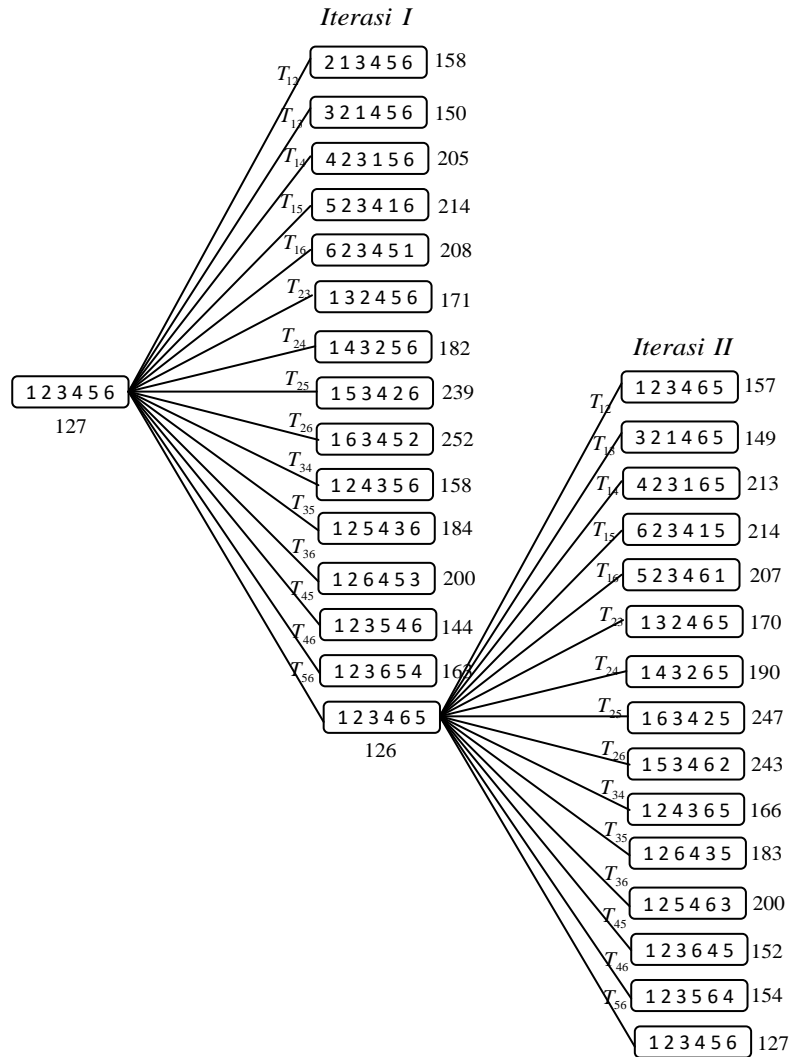 Iterasi I
T12
2 1 3 4 5 6 158
T13
3 2 1 4 5 6 150
T14
4 2 3 1 5 6 205
T15
5 2 3 4 1 6 214
T16
6 2 3 4 5 1 208
T23
1 3 2 4 5 6 171
T24
1 4 3 2 5 6 182
T25
1 5 3 4 2 6 239
T26
1 6 3 4 5 2 252
T34
1 2 4 3 5 6 158
T35
1 2 5 4 3 6 184
T36
1 2 6 4 5 3 200
T45
1 2 3 5 4 6 144
T46
1 2 3 6 5 4 163
T56
1 2 3 4 6 5
126
1 2 3 4 5 6
127
Iterasi II
T12
1 2 3 4 6 5 157
T13
3 2 1 4 6 5 149
T14
4 2 3 1 6 5 213
T15
6 2 3 4 1 5 214
T16
5 2 3 4 6 1 207
T23
1 3 2 4 6 5 170
T24
1 4 3 2 6 5 190
T25
1 6 3 4 2 5 247
T26
1 5 3 4 6 2 243
T34
1 2 4 3 6 5 166
T35
1 2 6 4 3 5 183
T36
1 2 5 4 6 3 200
T45
1 2 3 6 4 5 152
T46
1 2 3 5 6 4 154
T56
1 2 3 4 5 6 127